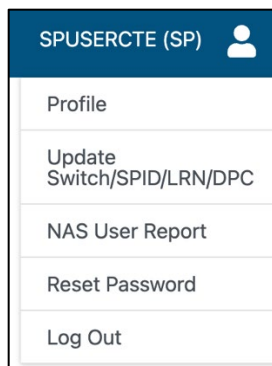 SPUSERCTE (SP)
Profile
Update
Switch/SPID/LRN/DPC
NAS User Report
Reset Password
Log Out